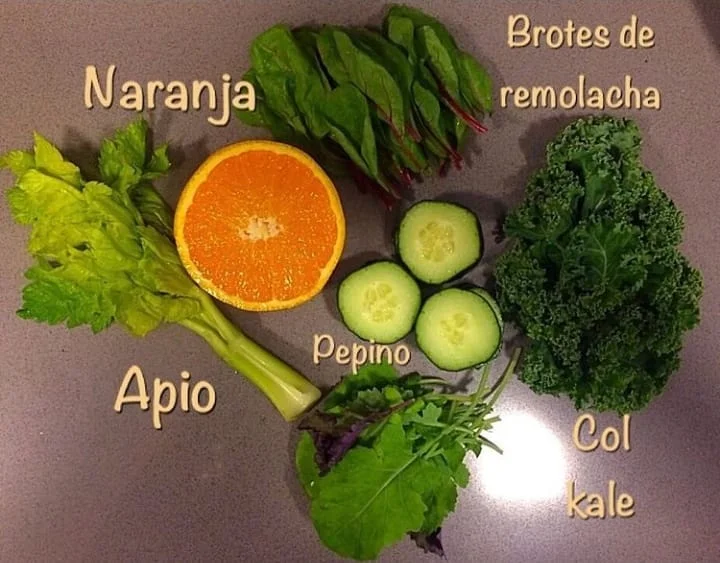 Brotes de
remolacha
Naranja
Pepino
Apio
Col
kale